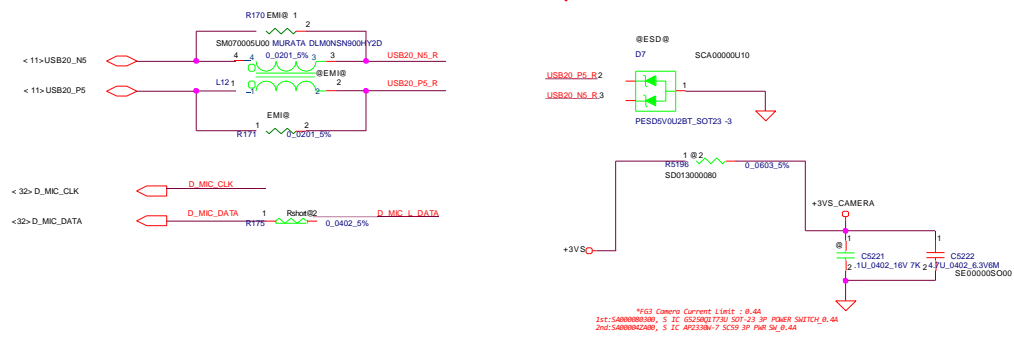 R170 EMI@ 1 2
SM070005U00 MURATA DLM0NSN900HY2D
4 4 0_0201_5% 3 3
<11>USB20_N5
USB20_N5_R
@EMI@
L12 1 1 2 2
<11>USB20_P5
USB20_P5_R
EMI@
1 2
R171 0_0201_5%
<32>D_MIC_CLK
D_MIC_CLK
<32>D_MIC_DATA
D_MIC_DATA 1 Rshort@2 D_MIC_L_DATA
R175 0_0402_5%
@ESD@
D7 SCA00000U10
USB20_P5_R 2
1
USB20_N5_R 3
PESD5V0U2BT_SOT23 -3
1 @ 2
R5196 0_0603_5%
SD013000080
+3VS_CAMERA
+3VS
1 1
@
C5221 C5222
2 .1U_0402_16V 7K 2 4.7U_0402_6.3V6M
SE00000SO00
*FG3 Camera Current Limit : 0.4A
1st:SA000080300, S IC G5250Q1T73U SOT-23 3P POWER SWITCH_0.4A
2nd:SA00004ZA00, S IC AP2330W-7 SC59 3P PWR SW_0.4A